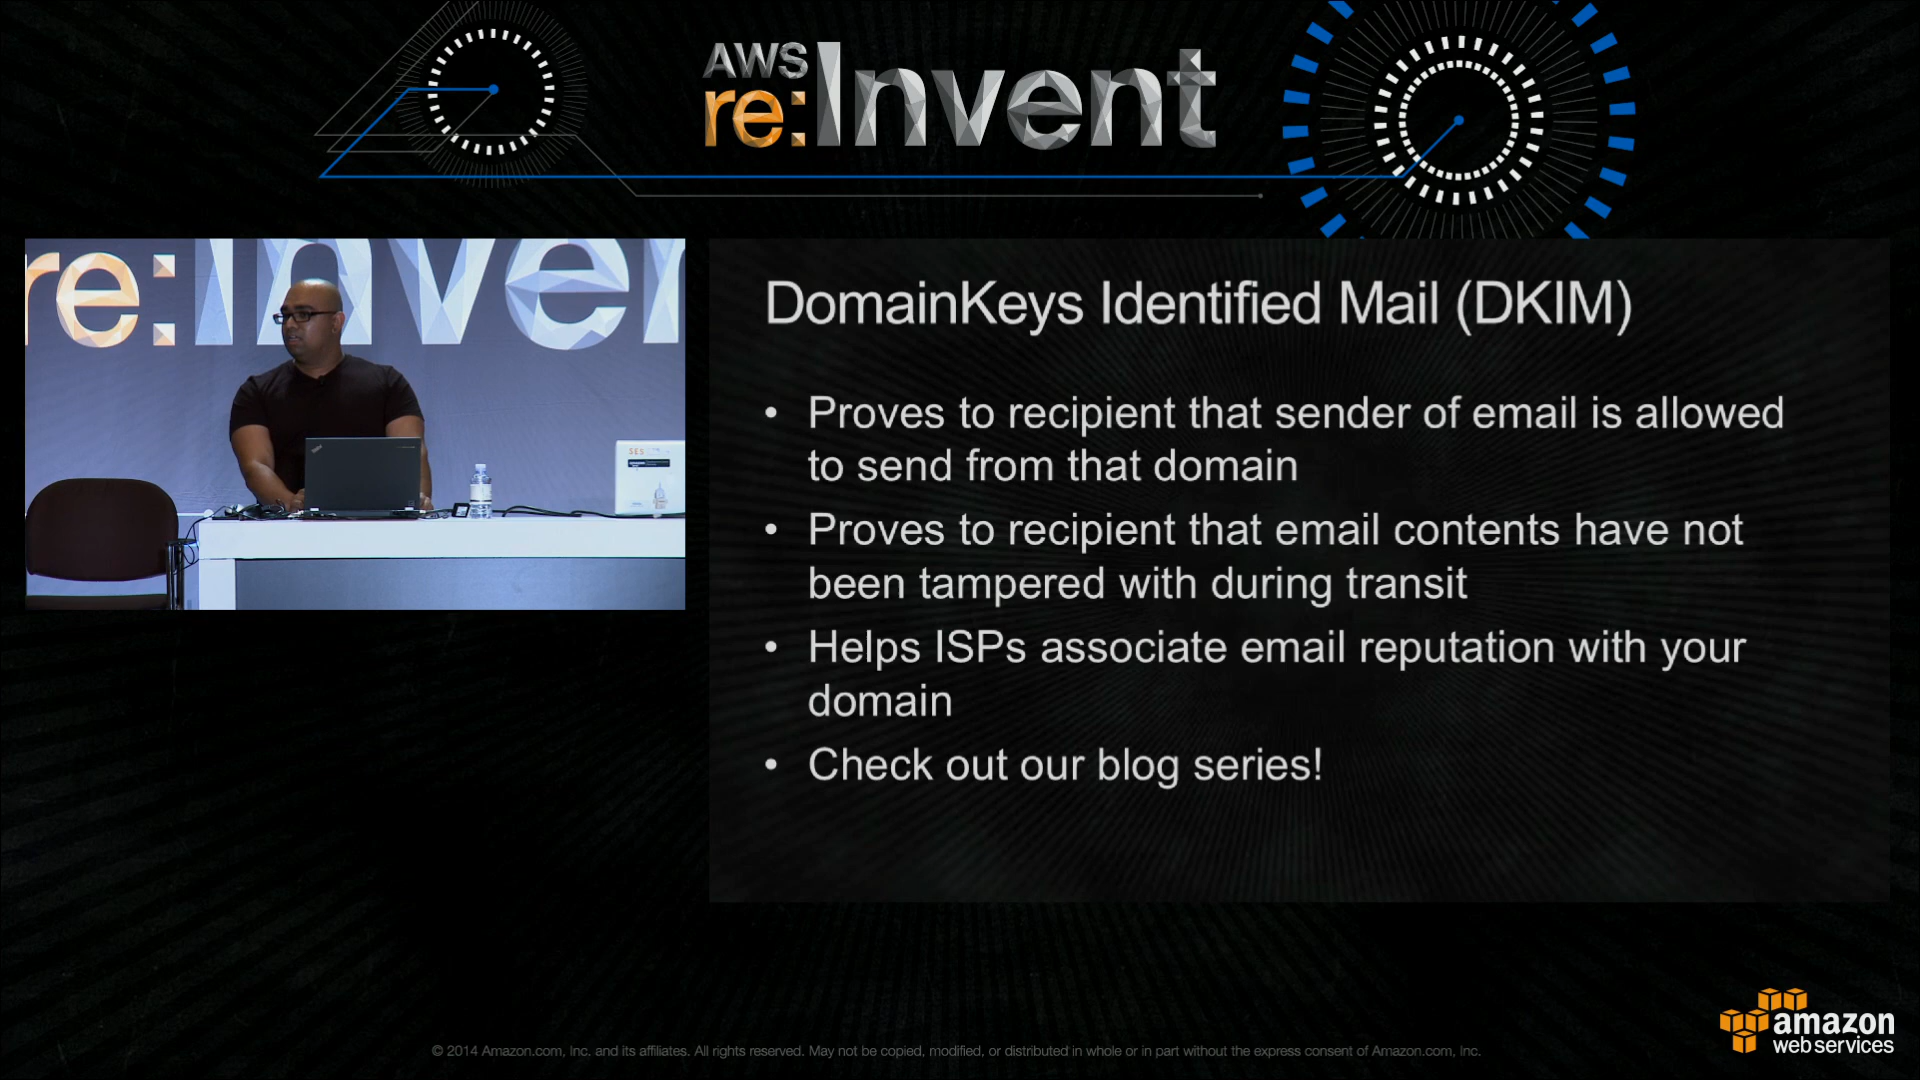 AWS
re:Invent
re:Inven
SES
DomainKeys Identified Mail (DKIM)
• Proves to recipient that sender of email is allowed
to send from that domain
• Proves to recipient that email contents have not
been tampered with during transit
• Helps ISPs associate email reputation with your
domain
• Check out our blog series!
amazon
web services
© 2014 Amazon.com, Inc. and its affiliates. All rights reserved. May not be copied, modified, or distributed in whole or in part without the express consent of Amazon.com, Inc.